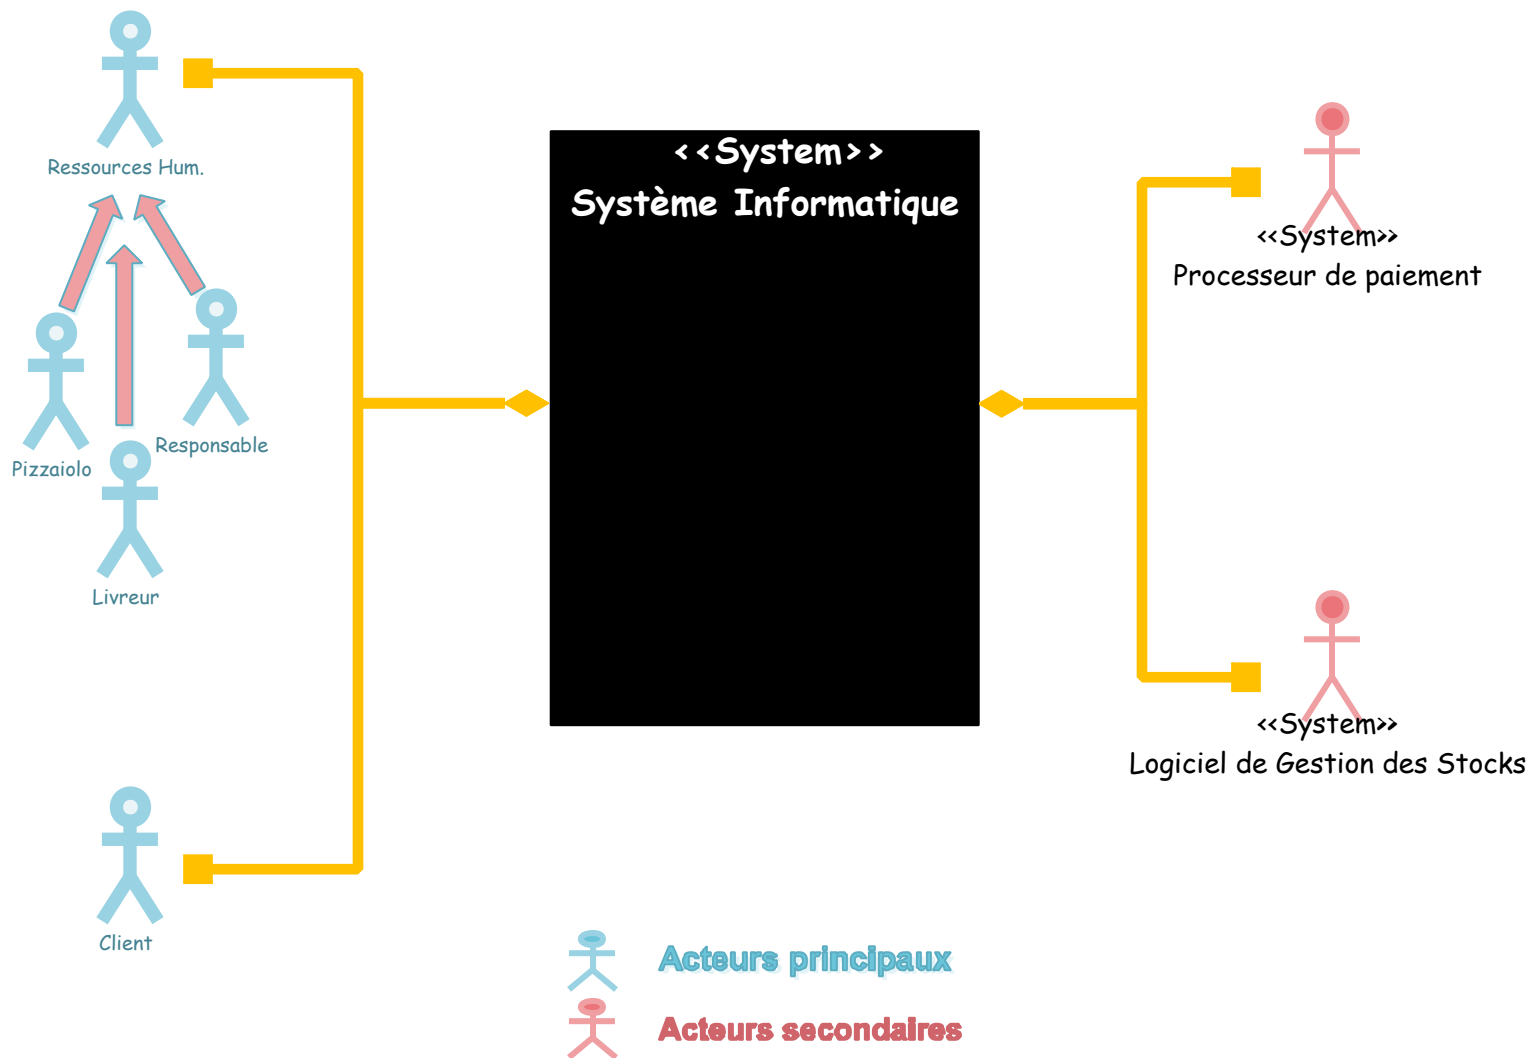 Ressources Hum.
Pizzaiolo
Responsable
Livreur
Client
<<System>>
Système Informatique
<<System>>
Processeur de paiement
<<System>>
Logiciel de Gestion des Stocks
Acteurs principaux
Acteurs secondaires